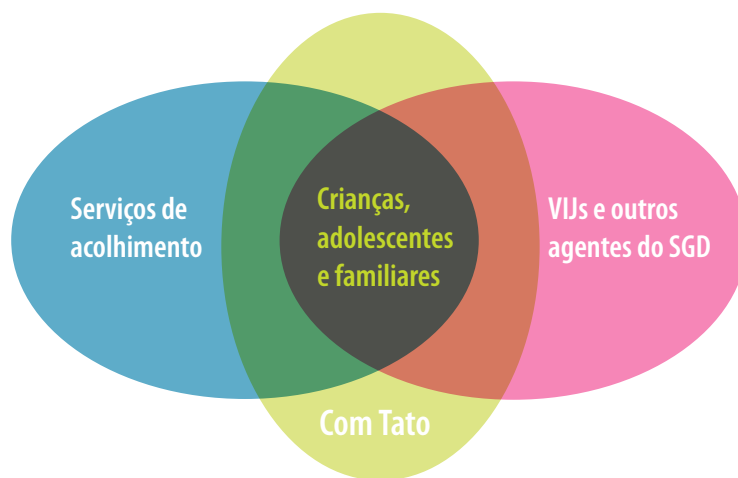 Serviços de
acolhimento
Crianças,
adolescentes
e familiares
VIJs e outros
agentes do SGD
Com Tato